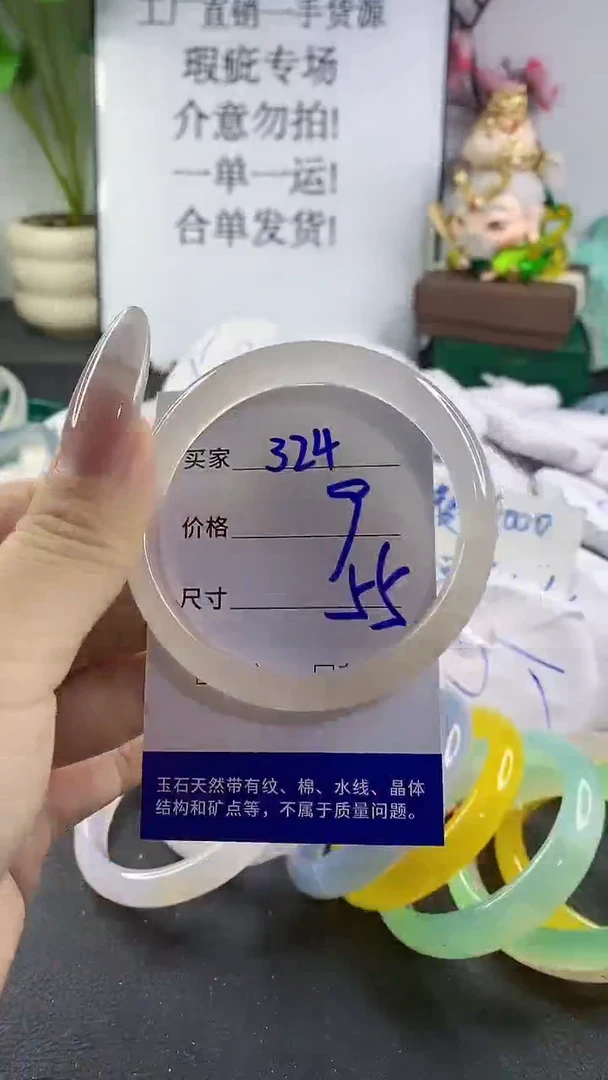 工厂直销一手货源
瑕疵专场
介意勿拍!
一单一运!
合单发货!
买家 324
价格 9
尺寸 55
玉石天然带有纹、棉、水线、晶体
结构和矿点等，不属于质量问题。